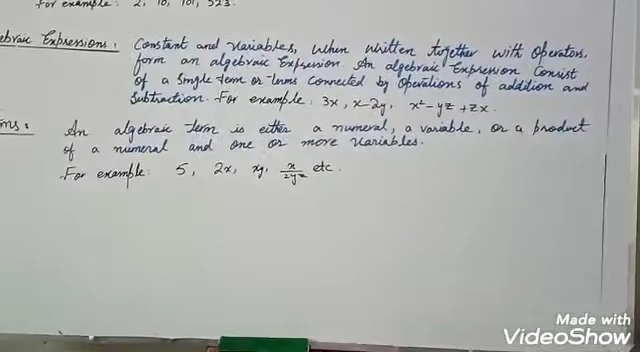 For example: 2, 10, 101, 523.
ebraic Expressions: Constant and Variables, When Written together with Operators,
form an algebraic Expression. An algebraic Expression Consist
of a Single term or terms Connected by Operations of addition and
Subtraction. For example: 3x, x-2y, x²-yz+zx.
ms: An algebraic term is either a numeral, a variable, or a product
of a numeral and one or more variables.
For example: 5, 2x, xy, x/2yz etc.
Made with
VideoShow